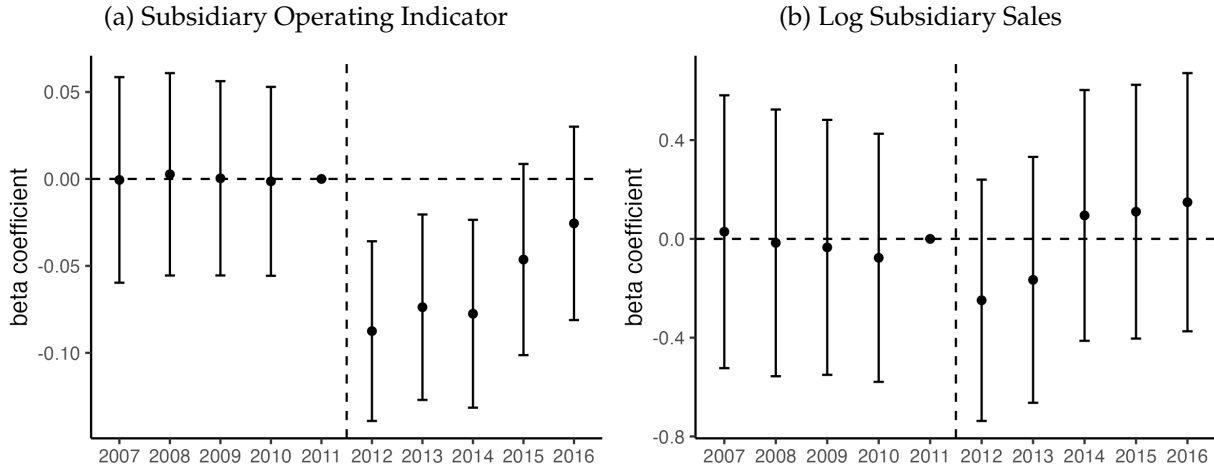 (a) Subsidiary Operating Indicator
beta coefficient
0.05
0.00
-0.05
-0.10
2007 2008 2009 2010 2011 2012 2013 2014 2015 2016
(b) Log Subsidiary Sales
beta coefficient
0.4
0.0
-0.4
-0.8
2007 2008 2009 2010 2011 2012 2013 2014 2015 2016